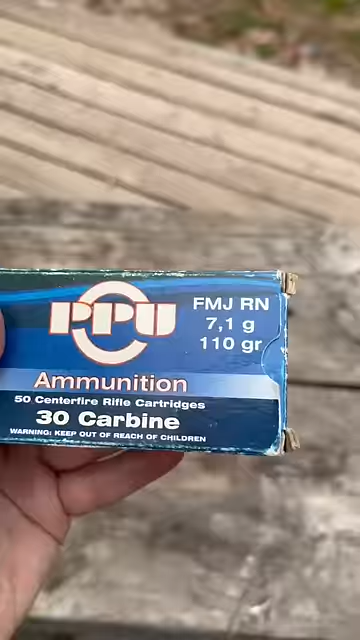 PPU
FMJ RN
7,1 g
110 gr
Ammunition
50 Centerfire Rifle Cartridges
30 Carbine
WARNING: KEEP OUT OF REACH OF CHILDREN